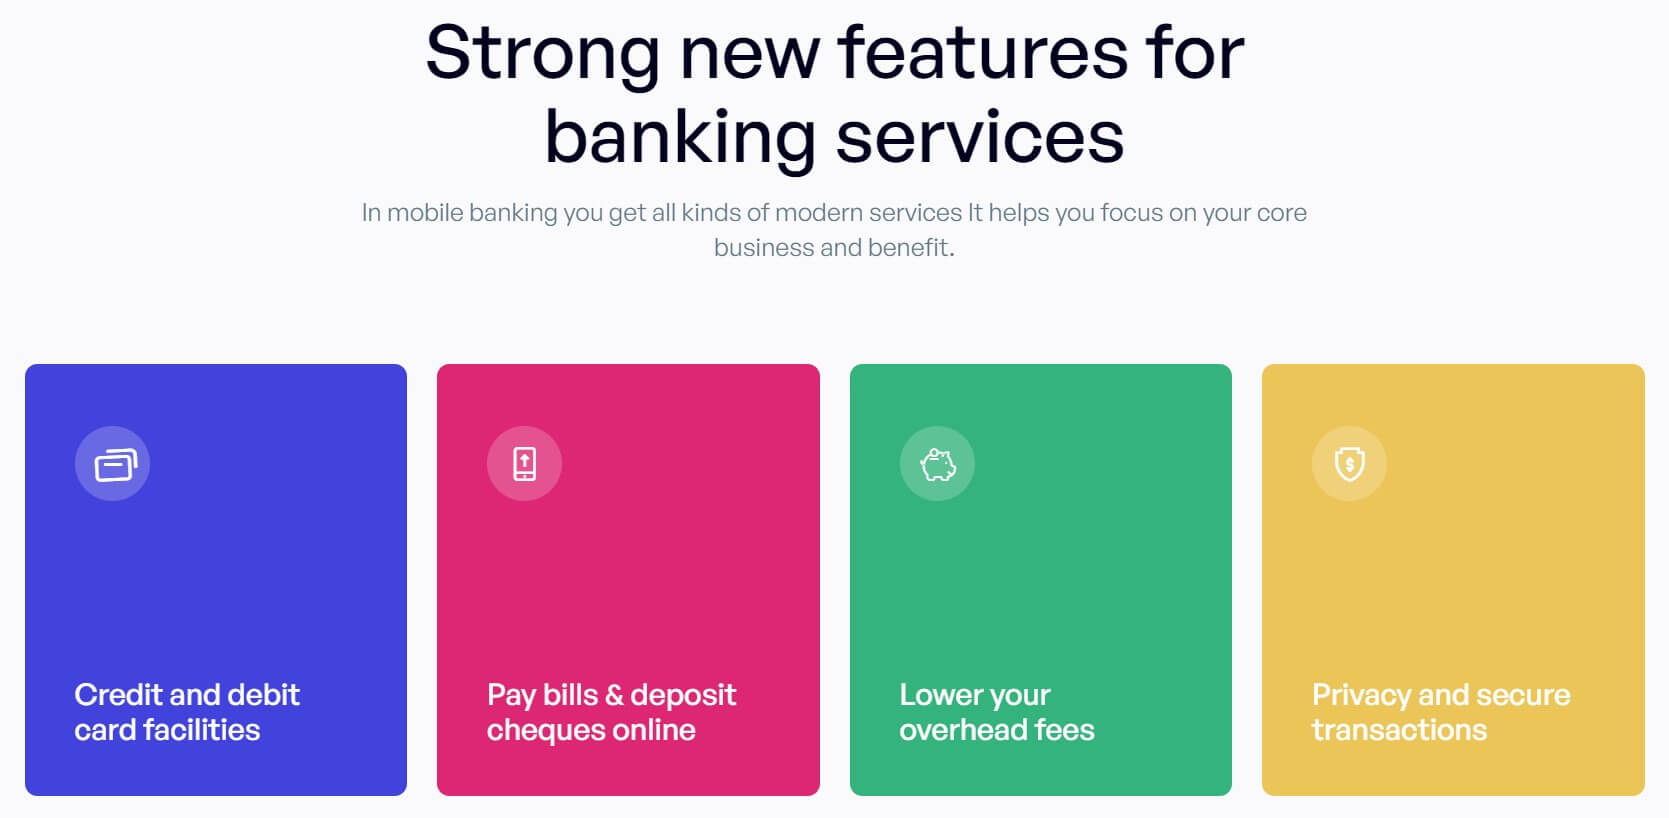 Strong new features for
banking services
In mobile banking you get all kinds of modern services It helps you focus on your core
business and benefit.
Credit and debit
card facilities
Pay bills & deposit
cheques online
Lower your
overhead fees
$
Privacy and secure
transactions